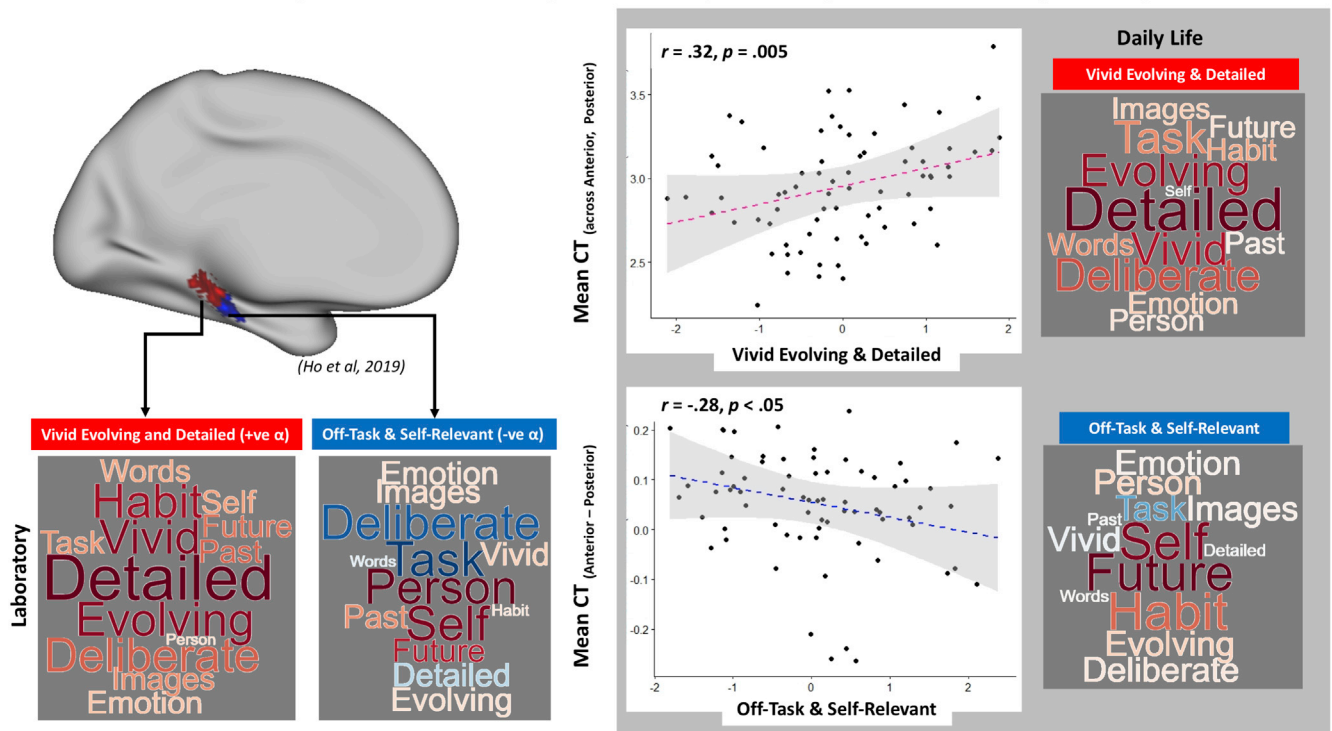 (Ho et al, 2019)
Vivid Evolving and Detailed (+ve α)
Off-Task & Self-Relevant (-ve α)
Laboratory
Words
Habit
Self
Vivid
Future
Task
Past
Detailed
Evolving
Person
Deliberate
Images
Emotion
Emotion
Images
Deliberate
Task
Vivid
Words
Person
Past
Self
Habit
Future
Detailed
Evolving
Mean CT (across Anterior, Posterior)
r = .32, p = .005
3.5
3.0
2.5
-2 -1 0 1 2
Vivid Evolving & Detailed
Mean CT (Anterior – Posterior)
r = -.28, p < .05
0.2
0.1
0.0
-0.1
-0.2
-2 -1 0 1 2
Off-Task & Self-Relevant
Daily Life
Vivid Evolving & Detailed
Images
Task
Future
Habit
Evolving
Self
Detailed
Words
Vivid
Past
Deliberate
Emotion
Person
Off-Task & Self-Relevant
Emotion
Person
Task
Images
Past
Vivid
Self
Detailed
Future
Words
Habit
Evolving
Deliberate